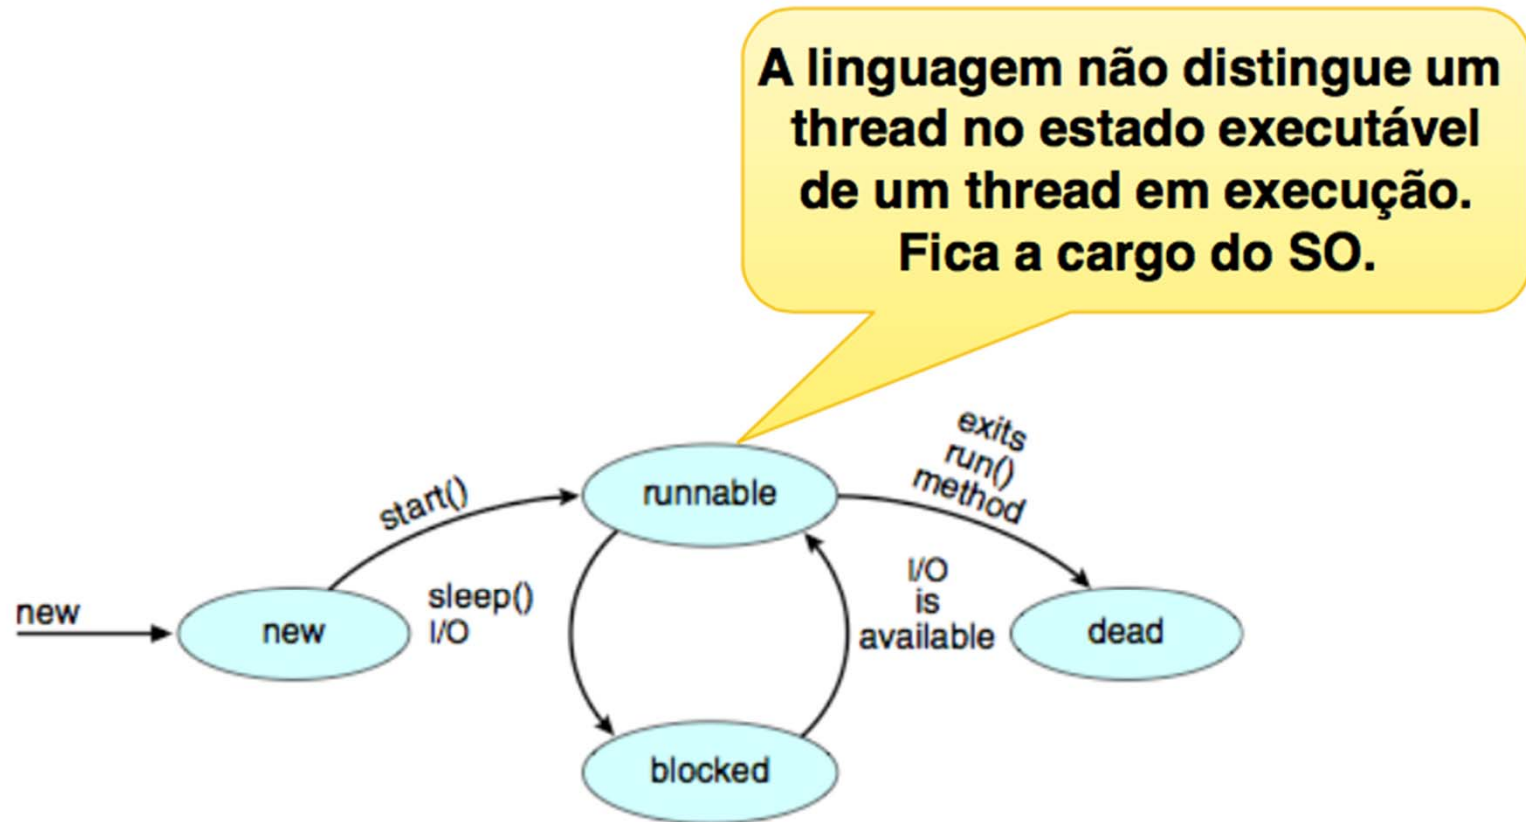 A linguagem não distingue um
thread no estado executável
de um thread em execução.
Fica a cargo do SO.
exits
run()
method
start()
runnable
new
new
sleep()
I/O
I/O
is
available
dead
blocked